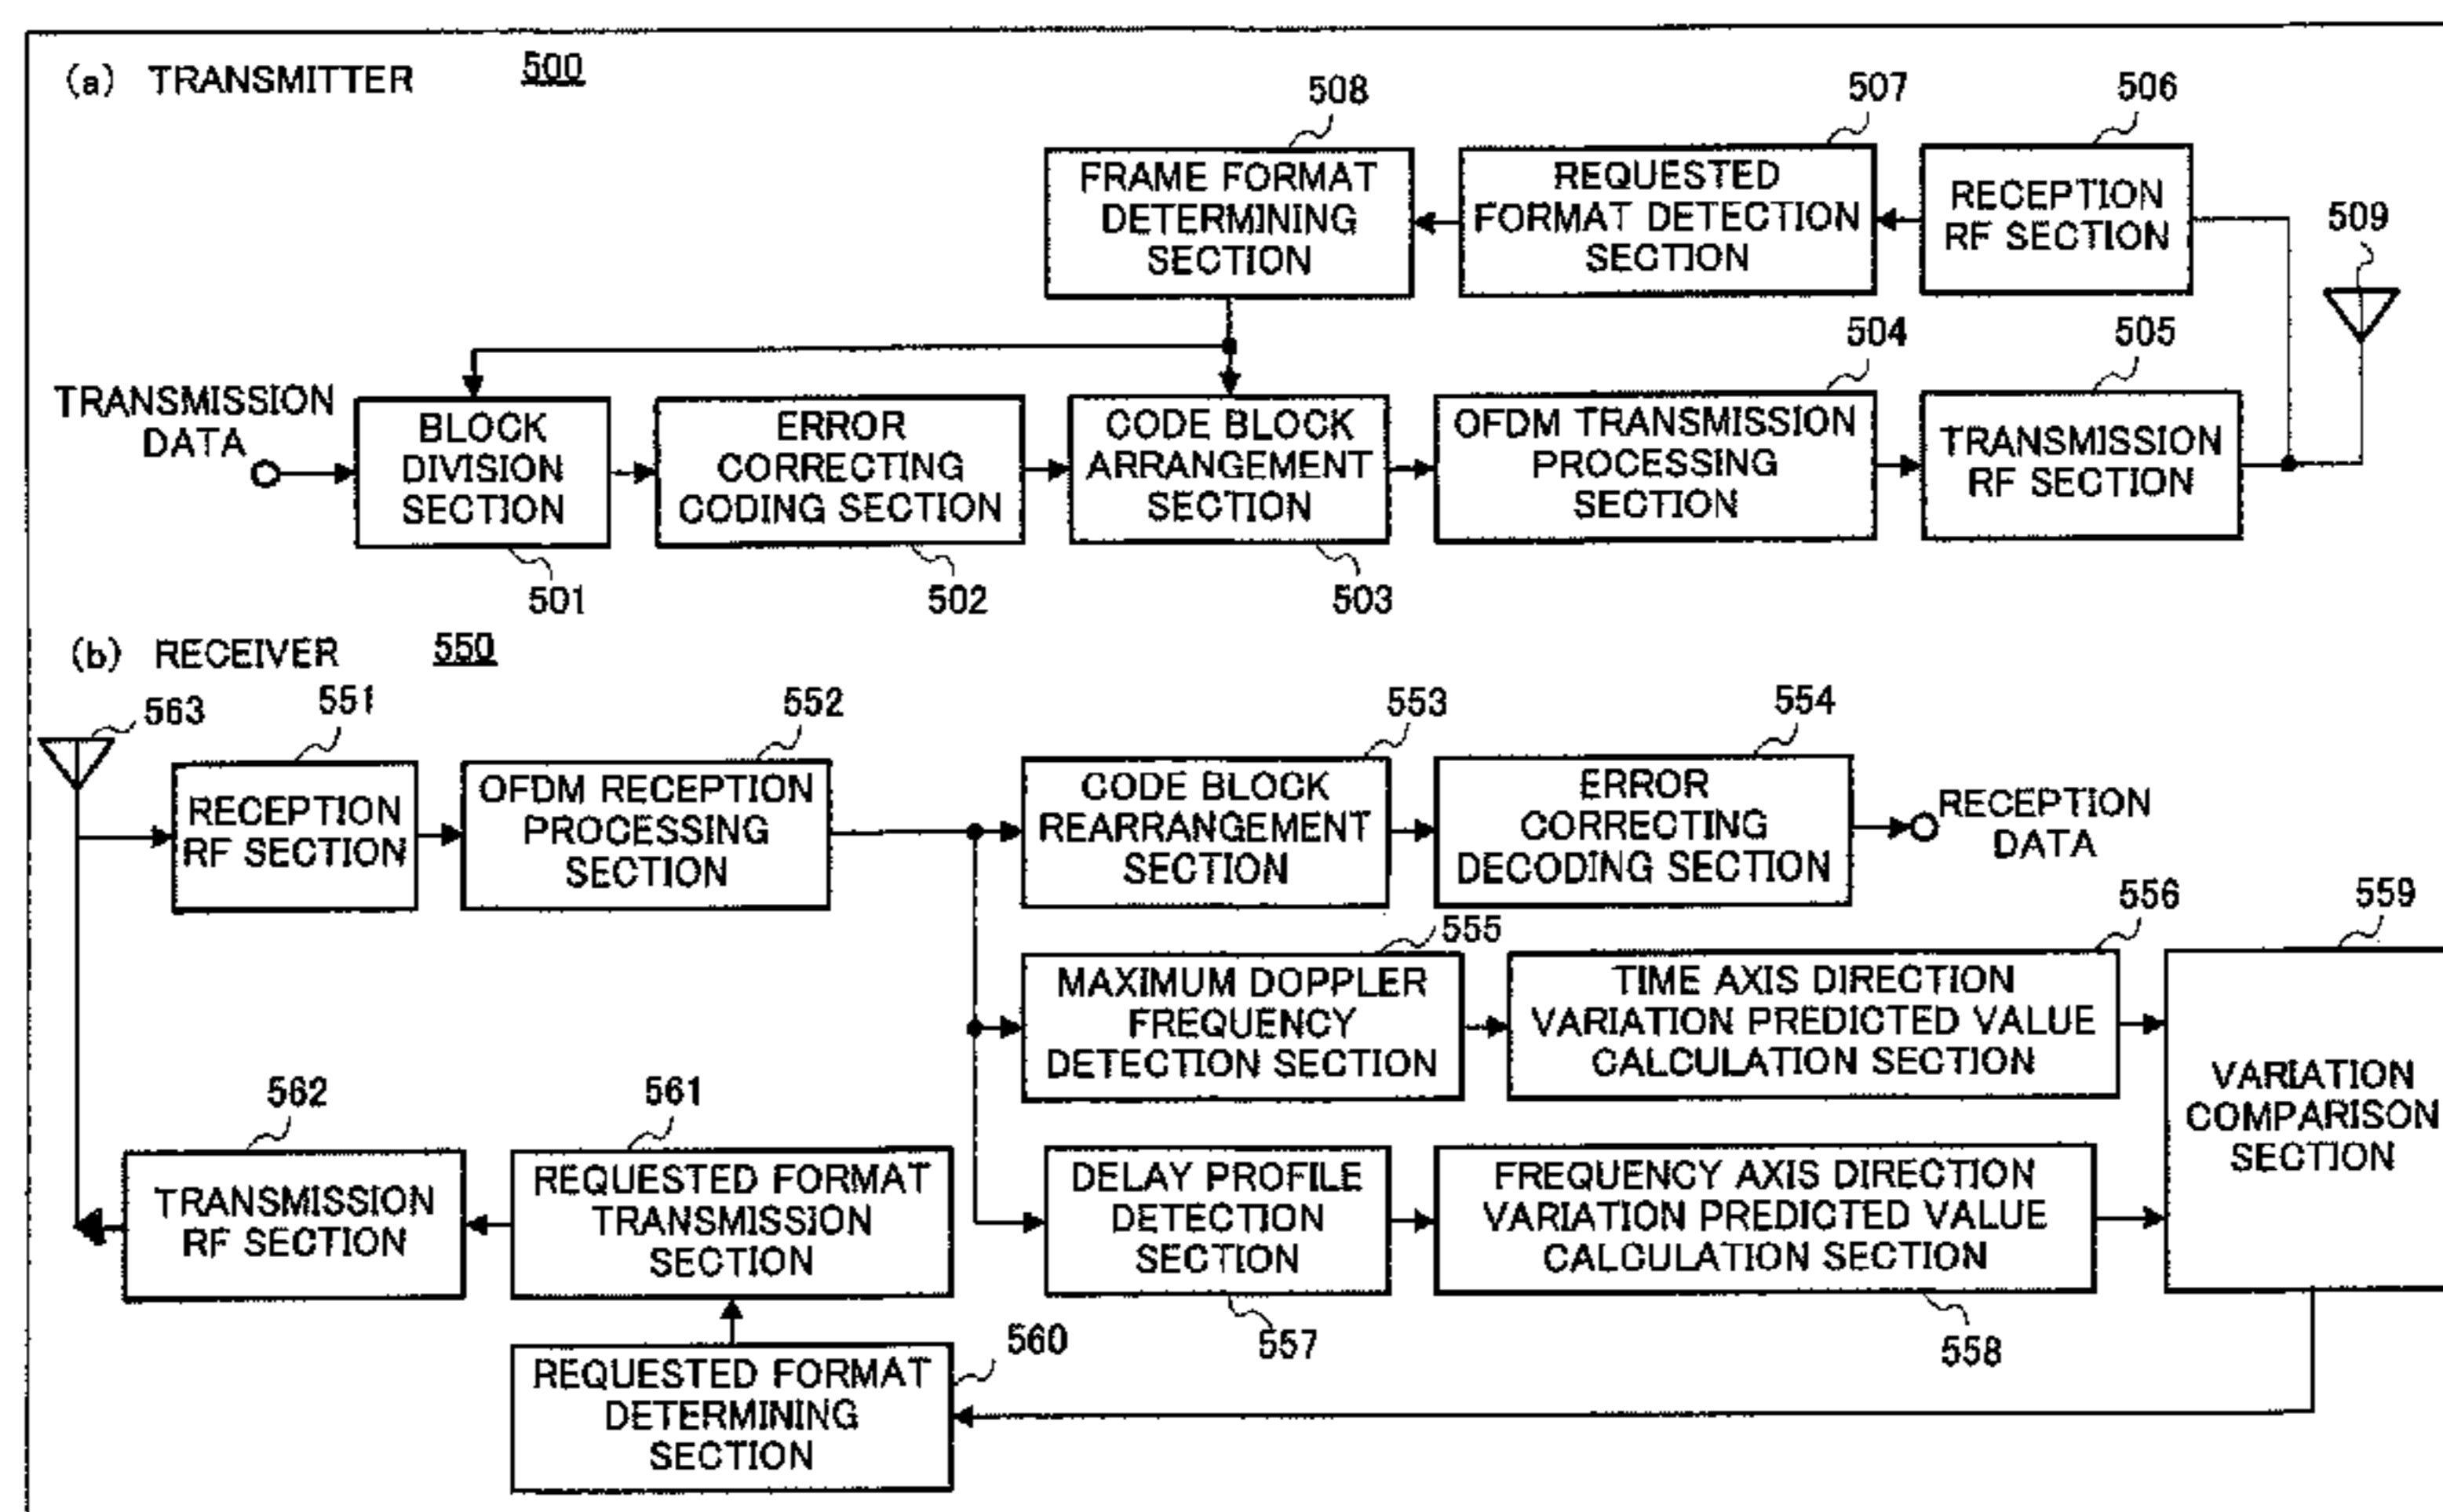 (a) TRANSMITTER 500
508
507
506
FRAME FORMAT
DETERMINING
SECTION
REQUESTED
FORMAT DETECTION
SECTION
RECEPTION
RF SECTION
509
504
505
TRANSMISSION
DATA
BLOCK
DIVISION
SECTION
ERROR
CORRECTING
CODING SECTION
CODE BLOCK
ARRANGEMENT
SECTION
OFDM TRANSMISSION
PROCESSING
SECTION
TRANSMISSION
RF SECTION
501
502
503
(b) RECEIVER 550
563
551
552
553
554
RECEPTION
RF SECTION
OFDM RECEPTION
PROCESSING
SECTION
CODE BLOCK
REARRANGEMENT
SECTION
ERROR
CORRECTING
DECODING SECTION
RECEPTION
DATA
555
556
559
MAXIMUM DOPPLER
FREQUENCY
DETECTION SECTION
TIME AXIS DIRECTION
VARIATION PREDICTED VALUE
CALCULATION SECTION
VARIATION
COMPARISON
SECTION
562
561
TRANSMISSION
RF SECTION
REQUESTED FORMAT
TRANSMISSION
SECTION
DELAY PROFILE
DETECTION
SECTION
FREQUENCY AXIS DIRECTION
VARIATION PREDICTED VALUE
CALCULATION SECTION
557
558
560
REQUESTED FORMAT
DETERMINING
SECTION